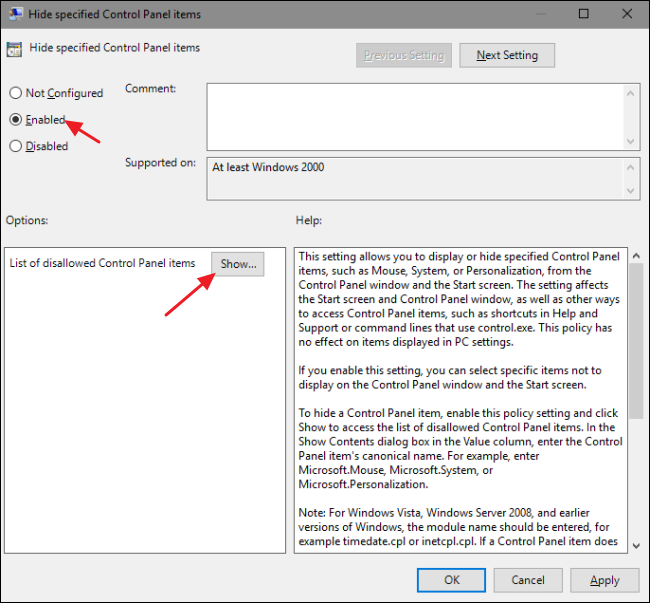 Hide specified Control Panel items
Hide specified Control Panel items
Previous Setting
Next Setting
Not Configured
Comment:
Enabled
Disabled
Supported on:
At least Windows 2000
Options:
Help:
List of disallowed Control Panel items
Show...
This setting allows you to display or hide specified Control Panel
items, such as Mouse, System, or Personalization, from the
Control Panel window and the Start screen. The setting affects
the Start screen and Control Panel window, as well as other ways
to access Control Panel items, such as shortcuts in Help and
Support or command lines that use control.exe. This policy has
no effect on items displayed in PC settings.
If you enable this setting, you can select specific items not to
display on the Control Panel window and the Start screen.
To hide a Control Panel item, enable this policy setting and click
Show to access the list of disallowed Control Panel items. In the
Show Contents dialog box in the Value column, enter the Control
Panel item's canonical name. For example, enter
Microsoft.Mouse, Microsoft.System, or
Microsoft.Personalization.
Note: For Windows Vista, Windows Server 2008, and earlier
versions of Windows, the module name should be entered, for
example timedate.cpl or inetcpl.cpl. If a Control Panel item does
OK
Cancel
Apply